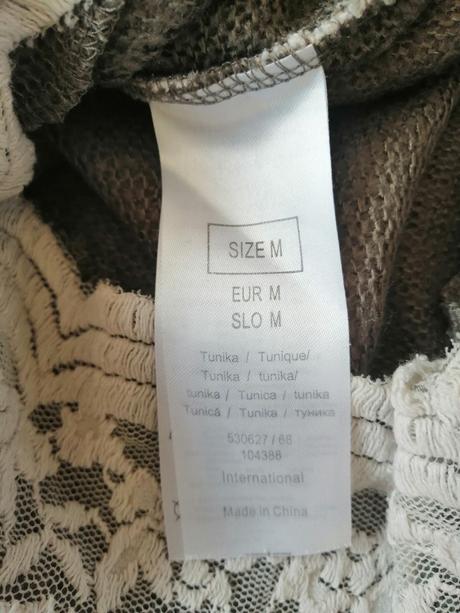 SIZE M
EUR M
SLO M
Tunika / Tunique/
Tunika / tunika/
tunika / Tunica / tunika
Tunică / Tunika / туника
530627 / 68
104388
International
Made in China